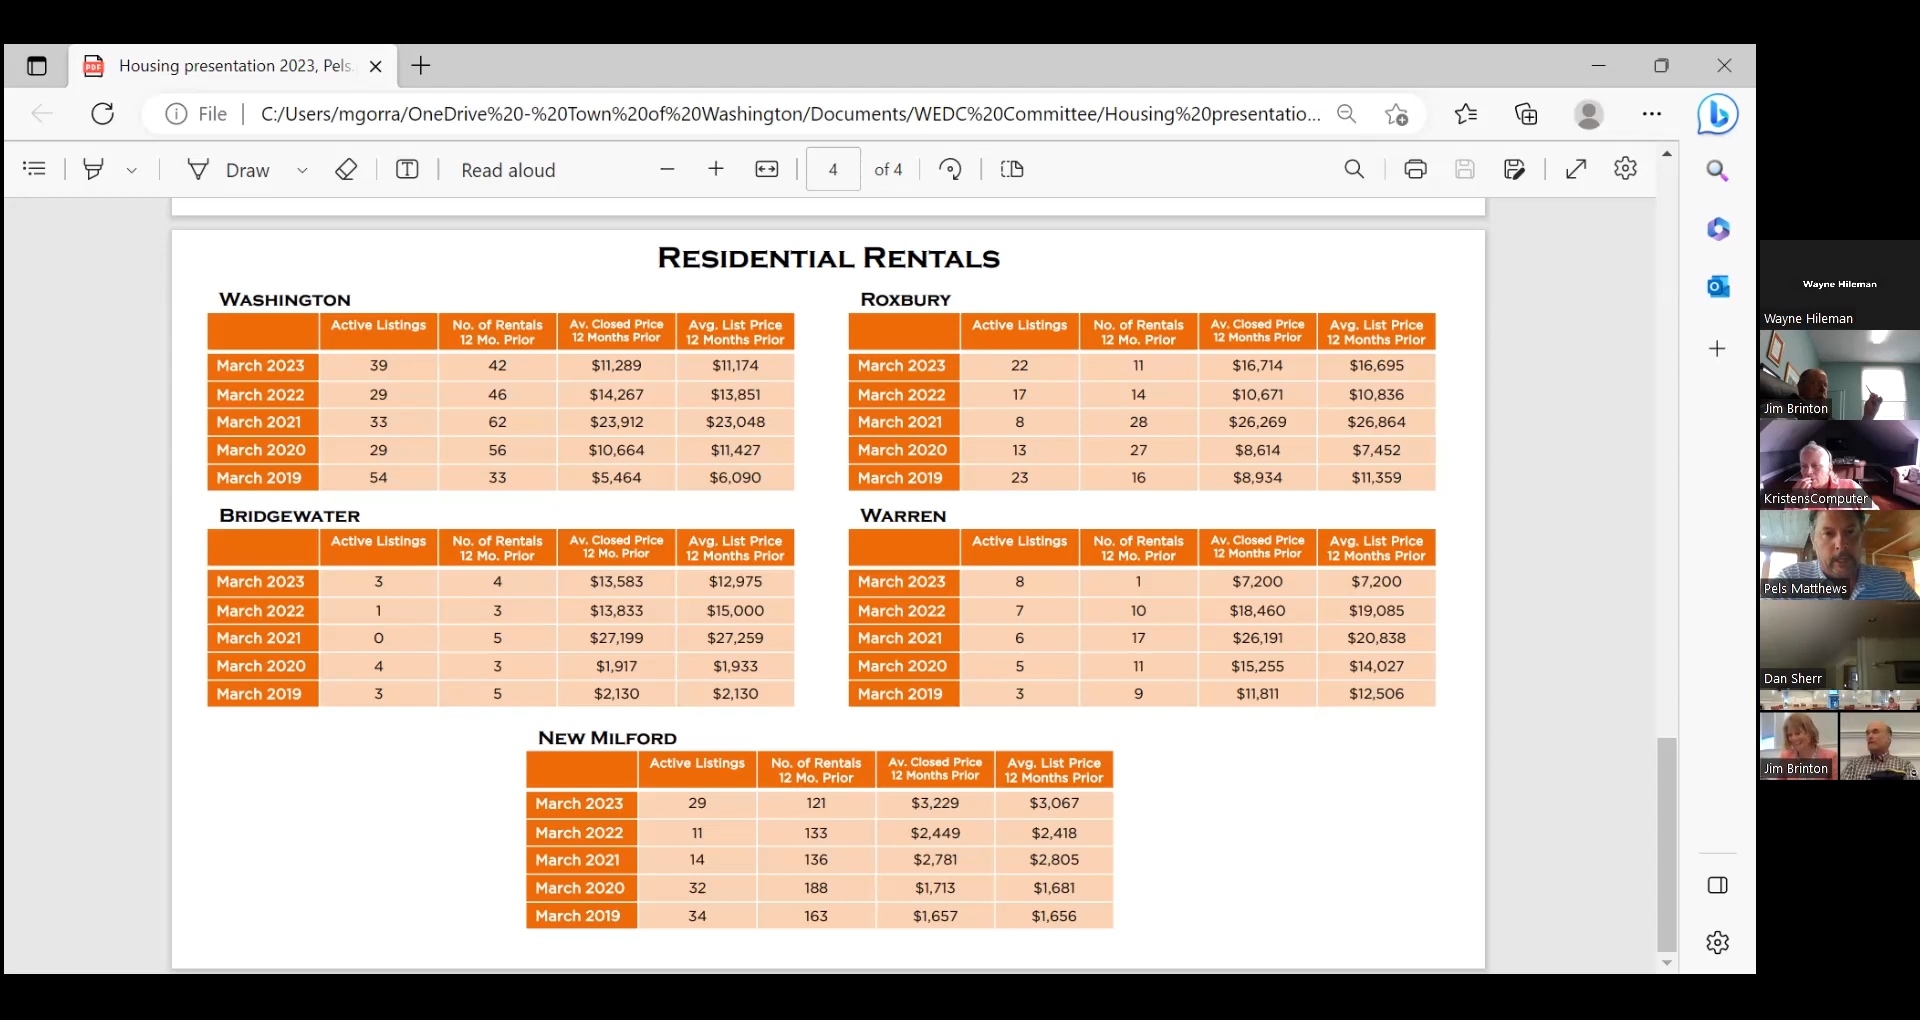 Housing presentation 2023, Pels.
File
C:/Users/mgorra/OneDrive%20-%20Town%20of%20Washington/Documents/WEDC%20Committee/Housing%20presentatio...
Draw
Read aloud
4 of 4
RESIDENTIAL RENTALS
WASHINGTON
Active Listings No. of Rentals 12 Mo. Prior Av. Closed Price 12 Months Prior Avg. List Price 12 Months Prior
March 2023 39 42 $11,289 $11,174
March 2022 29 46 $14,267 $13,851
March 2021 33 62 $23,912 $23,048
March 2020 29 56 $10,664 $11,427
March 2019 54 33 $5,464 $6,090
ROXBURY
Active Listings No. of Rentals 12 Mo. Prior Av. Closed Price 12 Months Prior Avg. List Price 12 Months Prior
March 2023 22 11 $16,714 $16,695
March 2022 17 14 $10,671 $10,836
March 2021 8 28 $26,269 $26,864
March 2020 13 27 $8,614 $7,452
March 2019 23 16 $8,934 $11,359
BRIDGEWATER
Active Listings No. of Rentals 12 Mo. Prior Av. Closed Price 12 Mo. Prior Avg. List Price 12 Months Prior
March 2023 3 4 $13,583 $12,975
March 2022 1 3 $13,833 $15,000
March 2021 0 5 $27,199 $27,259
March 2020 4 3 $1,917 $1,933
March 2019 3 5 $2,130 $2,130
WARREN
Active Listings No. of Rentals 12 Mo. Prior Av. Closed Price 12 Months Prior Avg. List Price 12 Months Prior
March 2023 8 1 $7,200 $7,200
March 2022 7 10 $18,460 $19,085
March 2021 6 17 $26,191 $20,838
March 2020 5 11 $15,255 $14,027
March 2019 3 9 $11,811 $12,506
NEW MILFORD
Active Listings No. of Rentals 12 Mo. Prior Av. Closed Price 12 Months Prior Avg. List Price 12 Months Prior
March 2023 29 121 $3,229 $3,067
March 2022 11 133 $2,449 $2,418
March 2021 14 136 $2,781 $2,805
March 2020 32 188 $1,713 $1,681
March 2019 34 163 $1,657 $1,656
Wayne Hileman
Wayne Hileman
Jim Brinton
KristensComputer
Pels Matthews
Dan Sherr
Jim Brinton